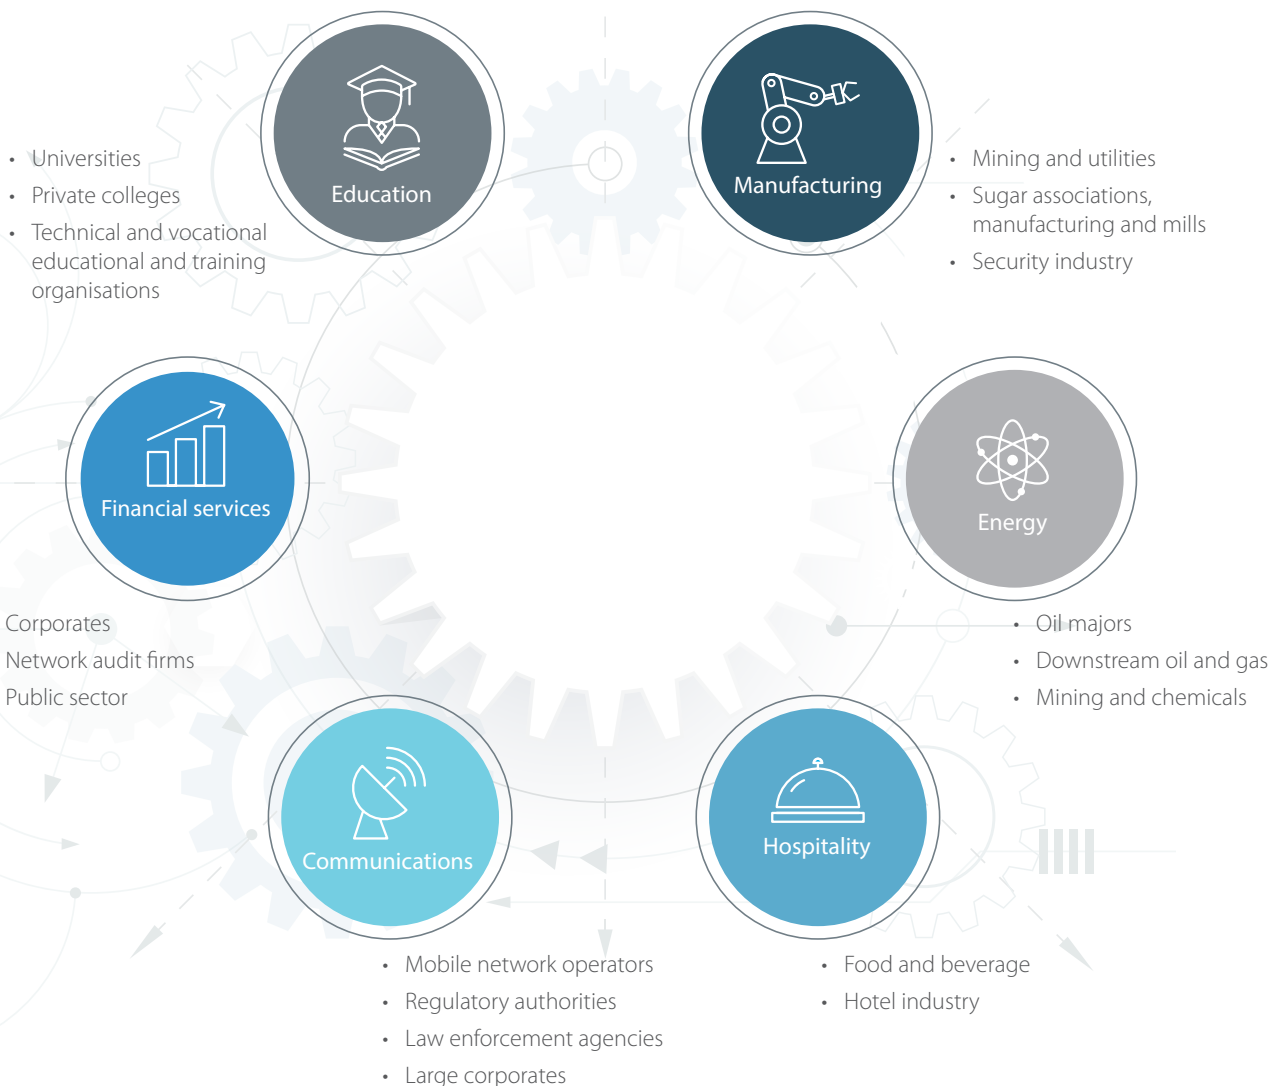 Education
• Universities
• Private colleges
• Technical and vocational
educational and training
organisations
Manufacturing
• Mining and utilities
• Sugar associations,
manufacturing and mills
• Security industry
Financial services
Corporates
Network audit firms
Public sector
Energy
• Oil majors
• Downstream oil and gas
• Mining and chemicals
Communications
• Mobile network operators
• Regulatory authorities
• Law enforcement agencies
• Large corporates
Hospitality
• Food and beverage
• Hotel industry